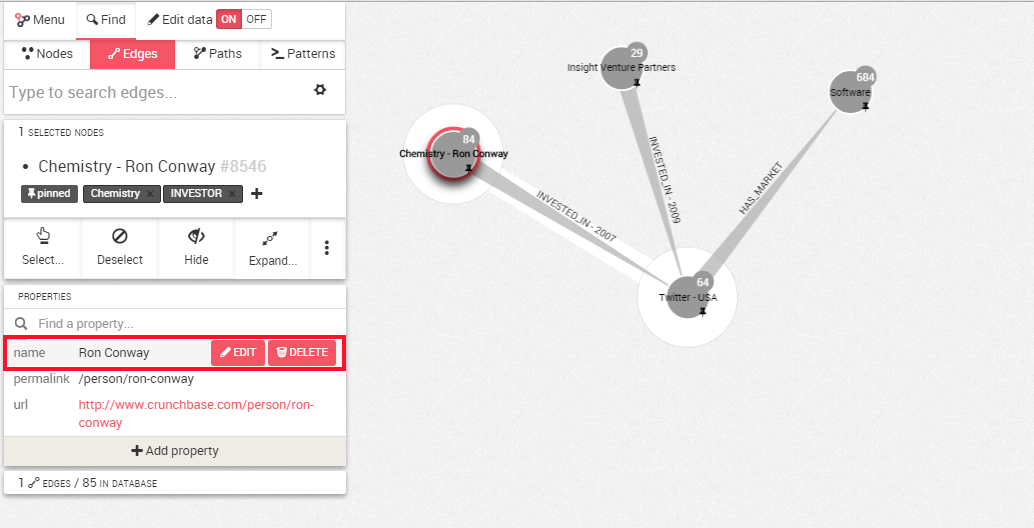 Menu Find Edit data ON OFF
Nodes Edges Paths Patterns
Type to search edges...
1 SELECTED NODES
Chemistry - Ron Conway #8546
pinned Chemistry × INVESTOR ×
Select... Deselect Hide Expand...
PROPERTIES
Find a property...
name Ron Conway EDIT DELETE
permalink /person/ron-conway
url http://www.crunchbase.com/person/ron-
conway
Add property
1 EDGES / 85 IN DATABASE
29
Insight Venture Partners
684
Software
84
Chemistry - Ron Conway
INVESTED_IN - 2007
INVESTED_IN - 2009
HAS_MARKET
64
Twitter - USA